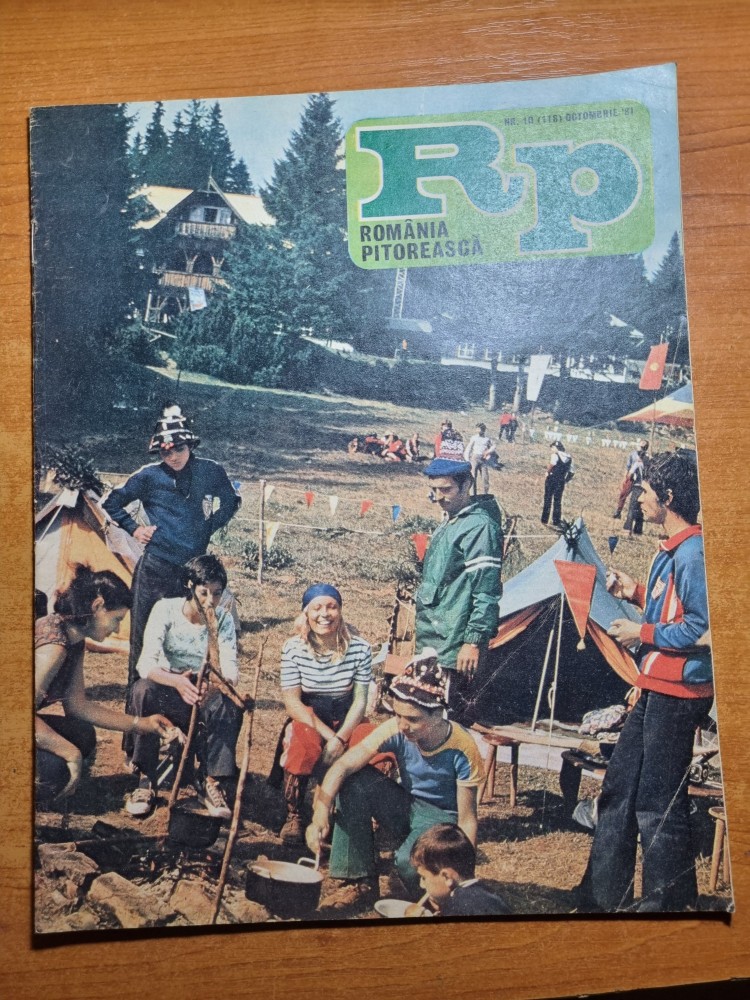 NR. 10 (118) OCTOMBRIE '81
Rp
ROMÂNIA
PITOREASCĂ